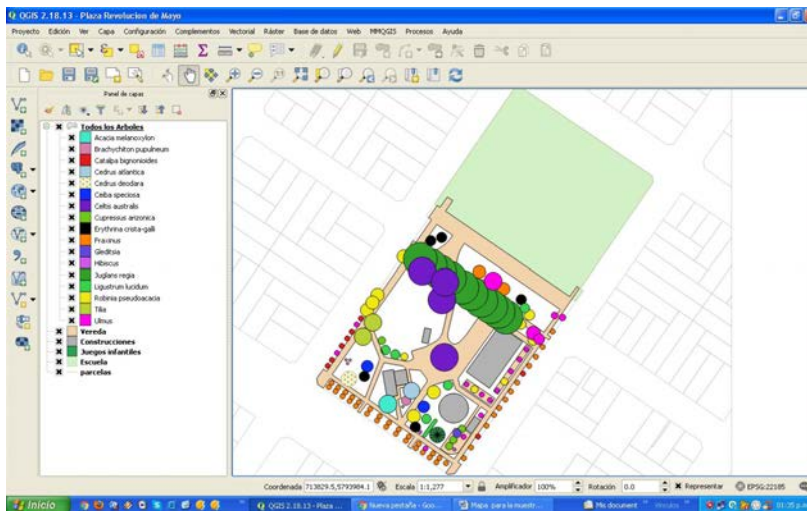 QGIS 2.18.13 - Plaza Revolucion de Mayo
Proyecto Edición Ver Capa Configuración Complementos Vectorial Ráster Base de datos Web MMQGIS Procesos Ayuda
Panel de capas
Todos los Arboles
Acacia melanoxylon
Brachychiton pupulneum
Catalpa bignonioides
Cedrus atlantica
Cedrus deodara
Ceiba speciosa
Celtis australis
Cupressus arizonica
Erythrina crista-galli
Fraxinus
Gleditsia
Hibiscus
Juglans regia
Ligustrum lucidum
Robinia pseudoacacia
Tilia
Ulmus
Vereda
Construcciones
Juegos infantiles
Escuela
parcelas
Coordenada 713829.5,5793984.1 Escala 1:1,277 Amplificador 100% Rotación 0.0 Representar EPSG:22185
Inicio QGIS 2.18.13 - Plaza ... Nueva pestaña - Goo... Mapa para la muestr... Mis document 01:35 p.m.